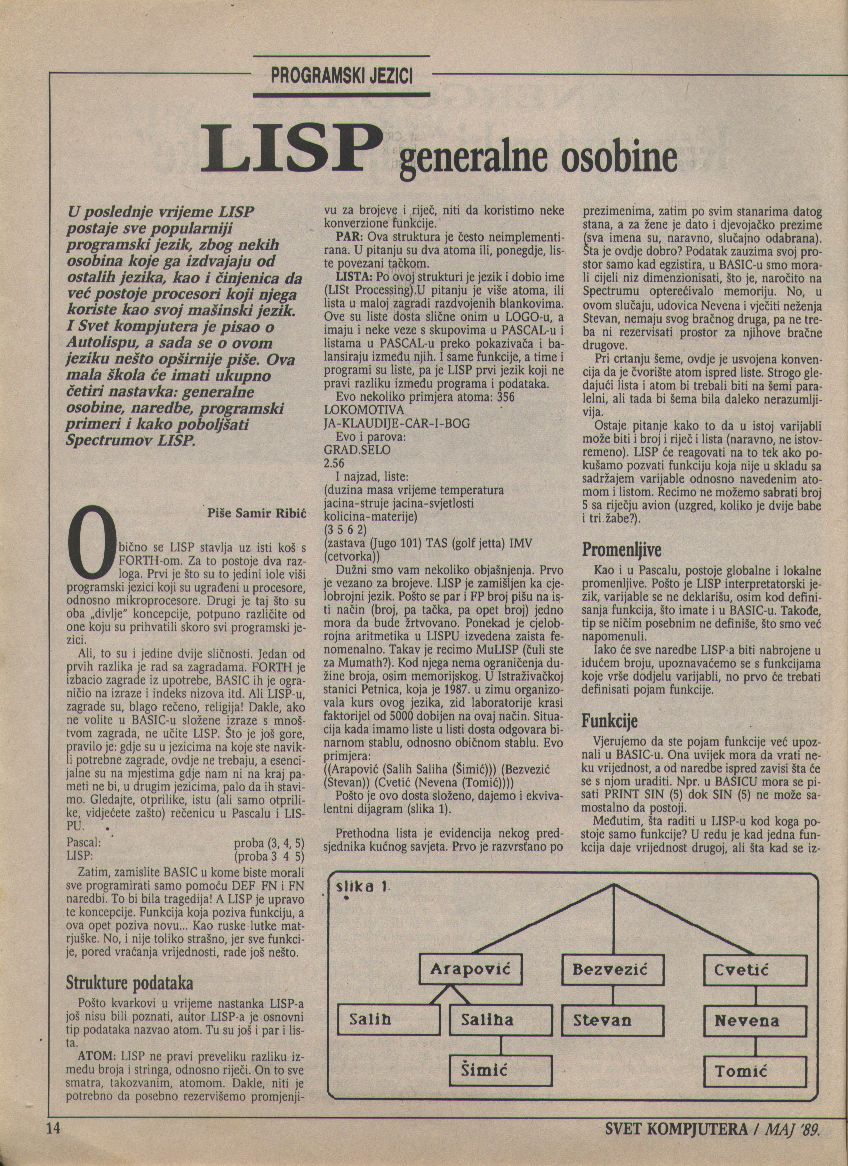 PROGRAMSKI JEZICI
LISP generalne osobine
U poslednje vrijeme LISP
postaje sve popularniji
programski jezik, zbog nekih
osobina koje ga izdvajaju od
ostalih jezika, kao i činjenica da
već postoje procesori koji njega
koriste kao svoj mašinski jezik.
I Svet kompjutera je pisao o
Autolispu, a sada se o ovom
jeziku nešto opširnije piše. Ova
mala škola će imati ukupno
četiri nastavka: generalne
osobine, naredbe, programski
primeri i kako poboljšati
Spectrumov LISP.
Piše Samir Ribić
Obično se LISP stavlja uz isti koš s
FORTH-om. Za to postoje dva raz-
loga. Prvi je što su to jedini iole viši
programski jezici koji su ugrađeni u procesore,
odnosno mikroprocesore. Drugi je taj što su
oba „divlje" koncepcije, potpuno različite od
one koju su prihvatili skoro svi programski je-
zici.
Ali, to su i jedine dvije sličnosti. Jedan od
prvih razlika je rad sa zagradama. FORTH je
izbacio zagrade iz upotrebe, BASIC ih je ogra-
ničio na izraze i indeks nizova itd. Ali LISP-u,
zagrade su, blago rečeno, religija! Dakle, ako
ne volite u BASIC-u složene izraze s mnoš-
tvom zagrada, ne učite LISP. Što je još gore,
pravilo je: gdje su u jezicima na koje ste navik-
li potrebne zagrade, ovdje ne trebaju, a esenci-
jalne su na mjestima gdje nam ni na kraj pa-
meti ne bi, u drugim jezicima, palo da ih stavi-
mo. Gledajte, otprilike, istu (ali samo otprili-
ke, vidjećete zašto) rečenicu u Pascalu i LIS-
PU.
Pascal: proba (3, 4, 5)
LISP: (proba 3 4 5)
Zatim, zamislite BASIC u kome biste morali
sve programirati samo pomoću DEF FN i FN
naredbi. To bi bila tragedija! A LISP je upravo
te koncepcije. Funkcija koja poziva funkciju, a
ova opet poziva novu... Kao ruske lutke mat-
rjuške. No, i nije toliko strašno, jer sve funkci-
je, pored vraćanja vrijednosti, rade još nešto.
Strukture podataka
Pošto kvarkovi u vrijeme nastanka LISP-a
još nisu bili poznati, autor LISP-a je osnovni
tip podataka nazvao atom. Tu su još i par i lis-
ta.
ATOM: LISP ne pravi preveliku razliku iz-
među broja i stringa, odnosno riječi. On to sve
smatra, takozvanim, atomom. Dakle, niti je
potrebno da posebno rezervišemo promjenji-
vu za brojeve i riječ, niti da koristimo neke
konverzione funkcije.
PAR: Ova struktura je često neimplementi-
rana. U pitanju su dva atoma ili, ponegdje, lis-
te povezani tačkom.
LISTA: Po ovoj strukturi je jezik i dobio ime
(LISt Processing).U pitanju je više atoma, ili
lista u maloj zagradi razdvojenih blankovima.
Ove su liste dosta slične onim u LOGO-u, a
imaju i neke veze s skupovima u PASCAL-u i
listama u PASCAL-u preko pokazivača i ba-
lansiraju između njih. I same funkcije, a time i
programi su liste, pa je LISP prvi jezik koji ne
pravi razliku između programa i podataka.
Evo nekoliko primjera atoma: 356
LOKOMOTIVA
JA-KLAUDIJE-CAR-I-BOG
Evo i parova:
GRAD.SELO
2.56
I najzad, liste:
(duzina masa vrijeme temperatura
jacina-struje jacina-svjetlosti
kolicina-materije)
(3 5 6 2)
(zastava (Jugo 101) TAS (golf jetta) IMV
(cetvorka))
Dužni smo vam nekoliko objašnjenja. Prvo
je vezano za brojeve. LISP je zamišljen ka cje-
lobrojni jezik. Pošto se par i FP broj pišu na is-
ti način (broj, pa tačka, pa opet broj) jedno
mora da bude žrtvovano. Ponekad je cjelob-
rojna aritmetika u LISPU izvedena zaista fe-
nomenalno. Takav je recimo MuLISP (čuli ste
za Mumath?). Kod njega nema ograničenja du-
žine broja, osim memorijskog. U Istraživačkoj
stanici Petnica, koja je 1987. u zimu organizo-
vala kurs ovog jezika, zid laboratorije krasi
faktorijel od 5000 dobijen na ovaj način. Situa-
cija kada imamo liste u listi dosta odgovara bi-
narnom stablu, odnosno običnom stablu. Evo
primjera:
((Arapović (Salih Saliha (Šimić))) (Bezvezić
(Stevan)) (Cvetić (Nevena (Tomić))))
Pošto je ovo dosta složeno, dajemo i ekviva-
lentni dijagram (slika 1).
Prethodna lista je evidencija nekog pred-
sjednika kućnog savjeta. Prvo je razvrstano po
prezimenima, zatim po svim stanarima datog
stana, a za žene je dato i djevojačko prezime
(sva imena su, naravno, slučajno odabrana).
Šta je ovdje dobro? Podatak zauzima svoj pro-
stor samo kad egzistira, u BASIC-u smo mora-
li cijeli niz dimenzionisati, što je, naročito na
Spectrumu opterećivalo memoriju. No, u
ovom slučaju, udovica Nevena i vječiti neženja
Stevan, nemaju svog bračnog druga, pa ne tre-
ba ni rezervisati prostor za njihove bračne
drugove.
Pri crtanju šeme, ovdje je usvojena konven-
cija da je čvorište atom ispred liste. Strogo gle-
dajući lista i atom bi trebali biti na šemi para-
lelni, ali tada bi šema bila daleko nerazumlji-
vija.
Ostaje pitanje kako to da u istoj varijabli
može biti i broj i riječ i lista (naravno, ne istov-
remeno). LISP će reagovati na to tek ako po-
kušamo pozvati funkciju koja nije u skladu sa
sadržajem varijable odnosno navedenim ato-
mom i listom. Recimo ne možemo sabrati broj
5 sa riječju avion (uzgred, koliko je dvije babe
i tri žabe?).
Promenljive
Kao i u Pascalu, postoje globalne i lokalne
promenljive. Pošto je LISP interpretatorski je-
zik, varijable se ne deklarišu, osim kod defini-
sanja funkcija, što imate i u BASIC-u. Takođe,
tip se ničim posebnim ne definiše, što smo već
napomenuli.
Iako će sve naredbe LISP-a biti nabrojene u
idućem broju, upoznavaćemo se s funkcijama
koje vrše dodjelu varijabli, no prvo će trebati
definisati pojam funkcije.
Funkcije
Vjerujemo da ste pojam funkcije već upoz-
nali u BASIC-u. Ona uvijek mora da vrati ne-
ku vrijednost, a od naredbe ispred zavisi šta će
se s njom uraditi. Npr. u BASICU mora se pi-
sati PRINT SIN (5) dok SIN (5) ne može sa-
mostalno da postoji.
Međutim, šta raditi u LISP-u kod koga po-
stoje samo funkcije? U redu je kad jedna fun-
kcija daje vrijednost drugoj, ali šta kad se iz-
slika 1.
Arapović
Bezvezić
Cvetić
Salih
Saliha
Stevan
Nevena
Šimić
Tomić
14
SVET KOMPJUTERA / MAJ '89.